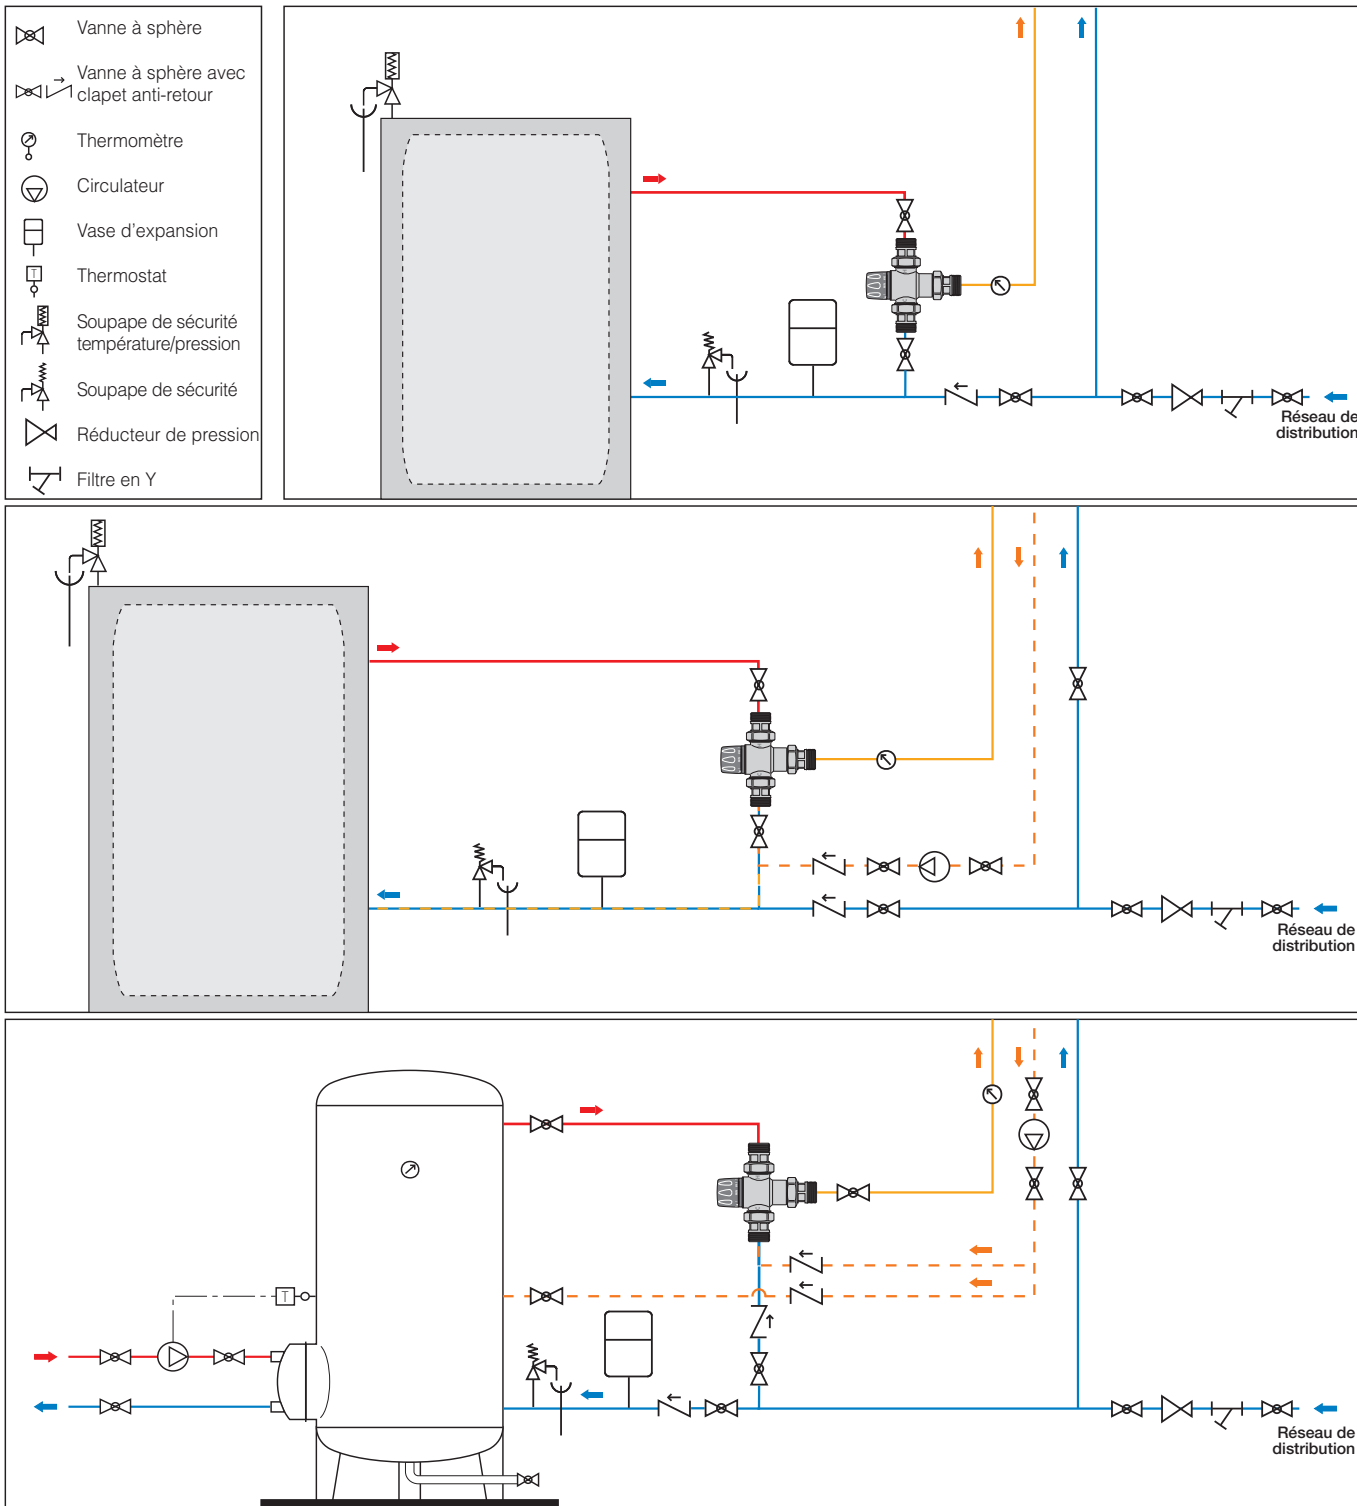 Vanne à sphère
Vanne à sphère avec
clapet anti-retour
Thermomètre
Circulateur
Vase d'expansion
T
Thermostat
Soupape de sécurité
température/pression
Soupape de sécurité
Réducteur de pression
Filtre en Y
Réseau de
distribution
Réseau de
distribution
T
Réseau de
distribution